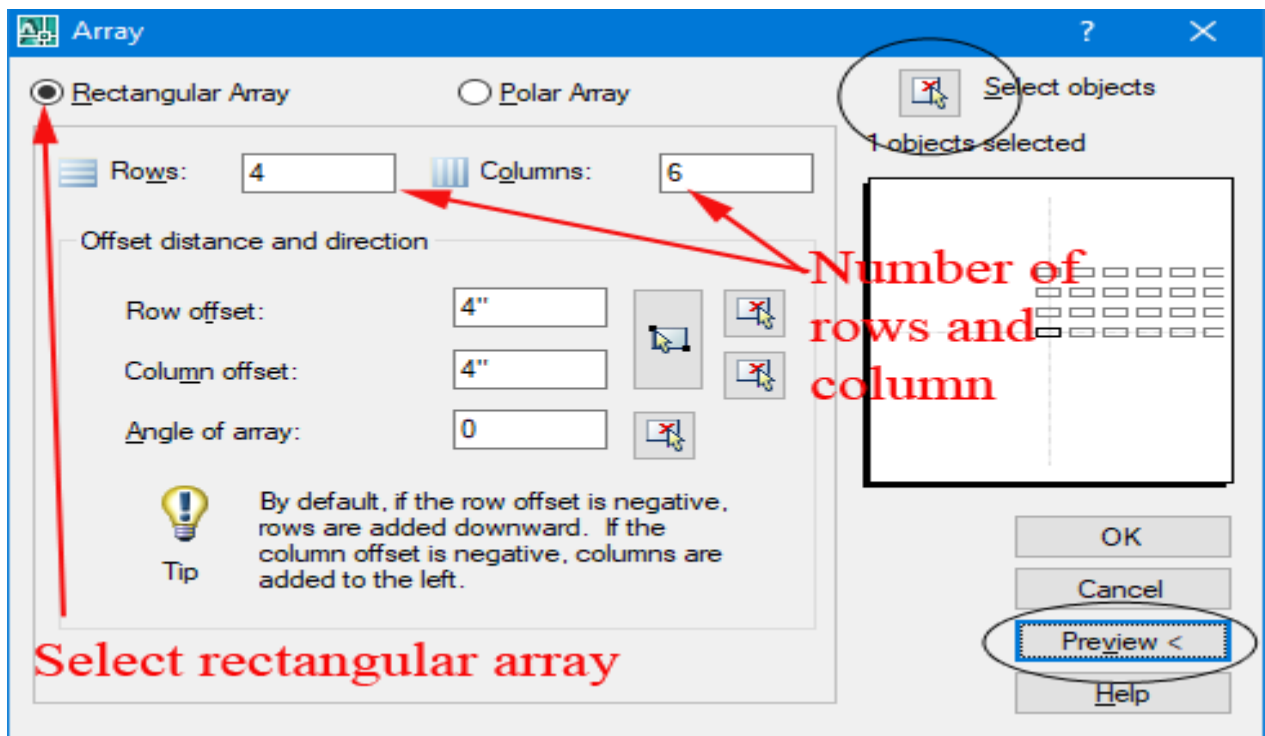 Array
Rectangular Array
Polar Array
Select objects
1 objects selected
Rows: 4
Columns: 6
Offset distance and direction
Row offset: 4"
Column offset: 4"
Angle of array: 0
Number of
rows and
column
Tip
By default, if the row offset is negative,
rows are added downward. If the
column offset is negative, columns are
added to the left.
OK
Cancel
Preview <
Help
Select rectangular array